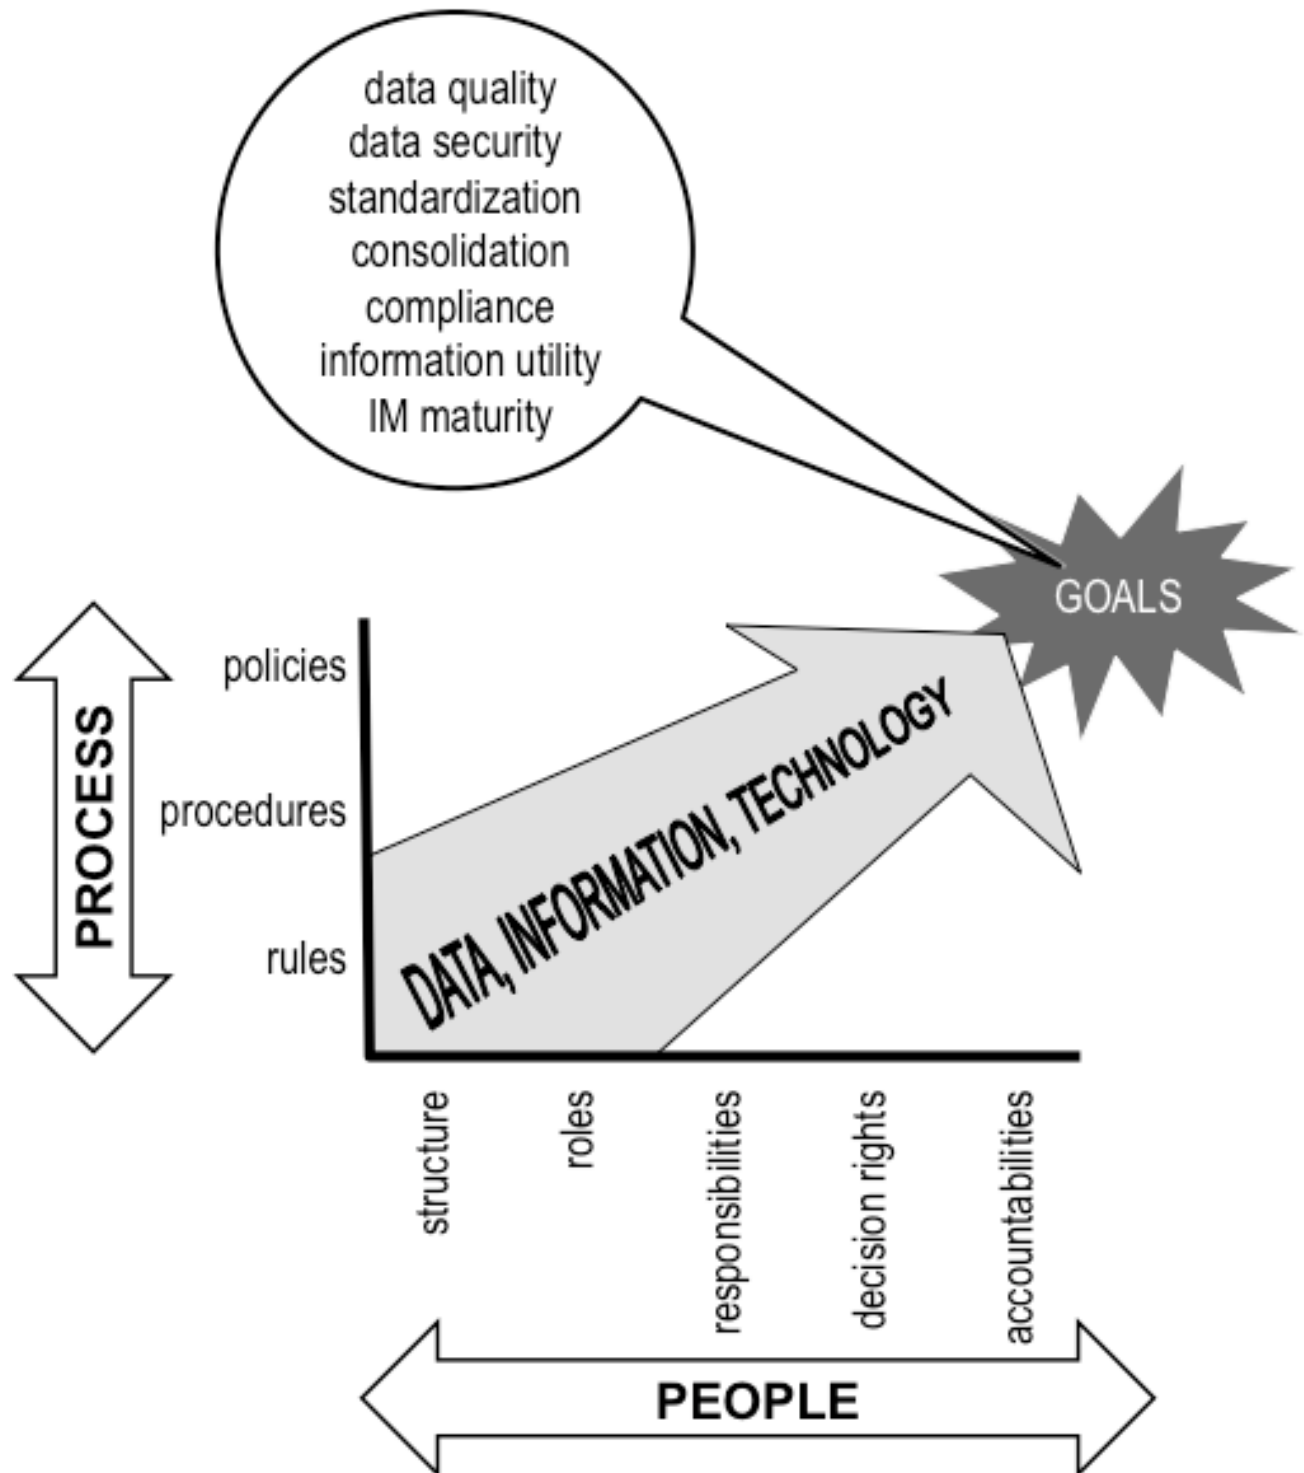 data quality
data security
standardization
consolidation
compliance
information utility
IM maturity
GOALS
PROCESS
policies
procedures
rules
DATA, INFORMATION, TECHNOLOGY
structure
roles
responsibilities
decision rights
accountabilities
PEOPLE